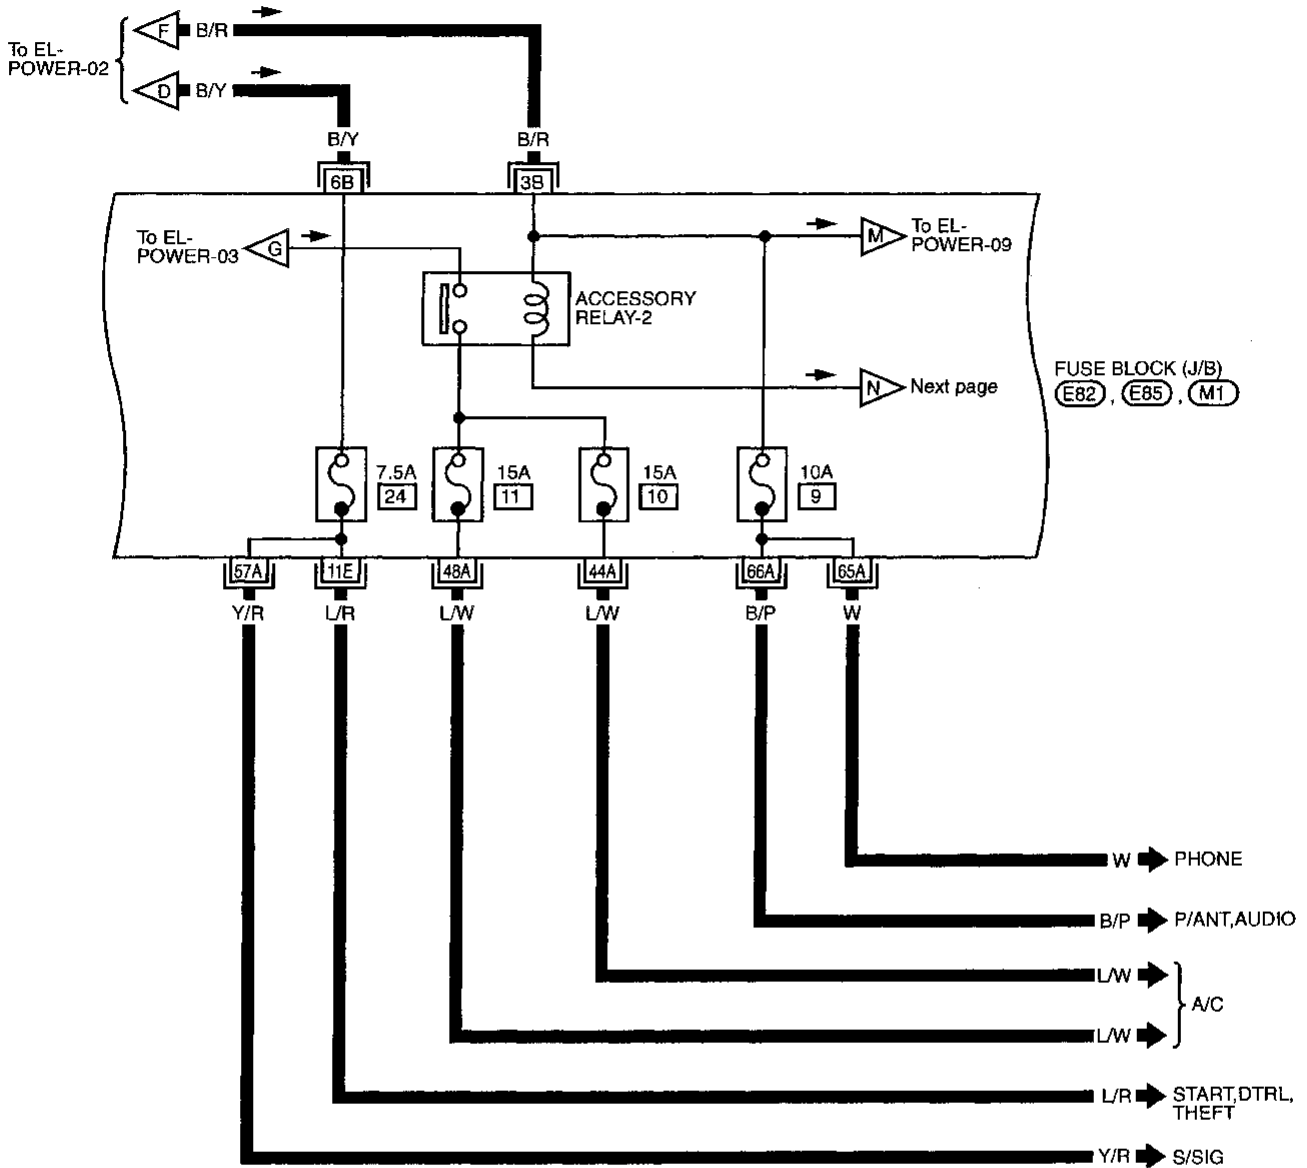 F B/R
To EL-
POWER-02
D B/Y
B/Y
B/R
6B
3B
To EL-
POWER-03
G
M
To EL-
POWER-09
ACCESSORY
RELAY-2
N Next page
FUSE BLOCK (J/B)
E82 , E85 , M1
7.5A
24
15A
11
15A
10
10A
9
57A
11E
48A
44A
66A
65A
Y/R
L/R
L/W
L/W
B/P
W
W PHONE
B/P P/ANT,AUDIO
L/W
A/C
L/W
L/R START,DTRL,
THEFT
Y/R S/SIG